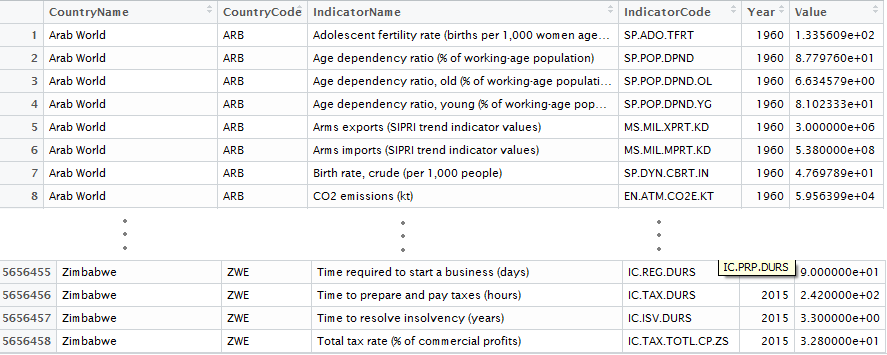 CountryName CountryCode IndicatorName IndicatorCode Year Value
1 Arab World ARB Adolescent fertility rate (births per 1,000 women age... SP.ADO.TFRT 1960 1.335609e+02
2 Arab World ARB Age dependency ratio (% of working-age population) SP.POP.DPND 1960 8.779760e+01
3 Arab World ARB Age dependency ratio, old (% of working-age populati... SP.POP.DPND.OL 1960 6.634579e+00
4 Arab World ARB Age dependency ratio, young (% of working-age po... SP.POP.DPND.YG 1960 8.102333e+01
5 Arab World ARB Arms exports (SIPRI trend indicator values) MS.MIL.XPRT.KD 1960 3.000000e+06
6 Arab World ARB Arms imports (SIPRI trend indicator values) MS.MIL.MPRT.KD 1960 5.380000e+08
7 Arab World ARB Birth rate, crude (per 1,000 people) SP.DYN.CBRT.IN 1960 4.769789e+01
8 Arab World ARB CO2 emissions (kt) EN.ATM.CO2E.KT 1960 5.956399e+04
5656455 Zimbabwe ZWE Time required to start a business (days) IC.REG.DURS IC.PRP.DURS 9.000000e+01
5656456 Zimbabwe ZWE Time to prepare and pay taxes (hours) IC.TAX.DURS 2015 2.420000e+02
5656457 Zimbabwe ZWE Time to resolve insolvency (years) IC.ISV.DURS 2015 3.300000e+00
5656458 Zimbabwe ZWE Total tax rate (% of commercial profits) IC.TAX.TOTL.CP.ZS 2015 3.280000e+01